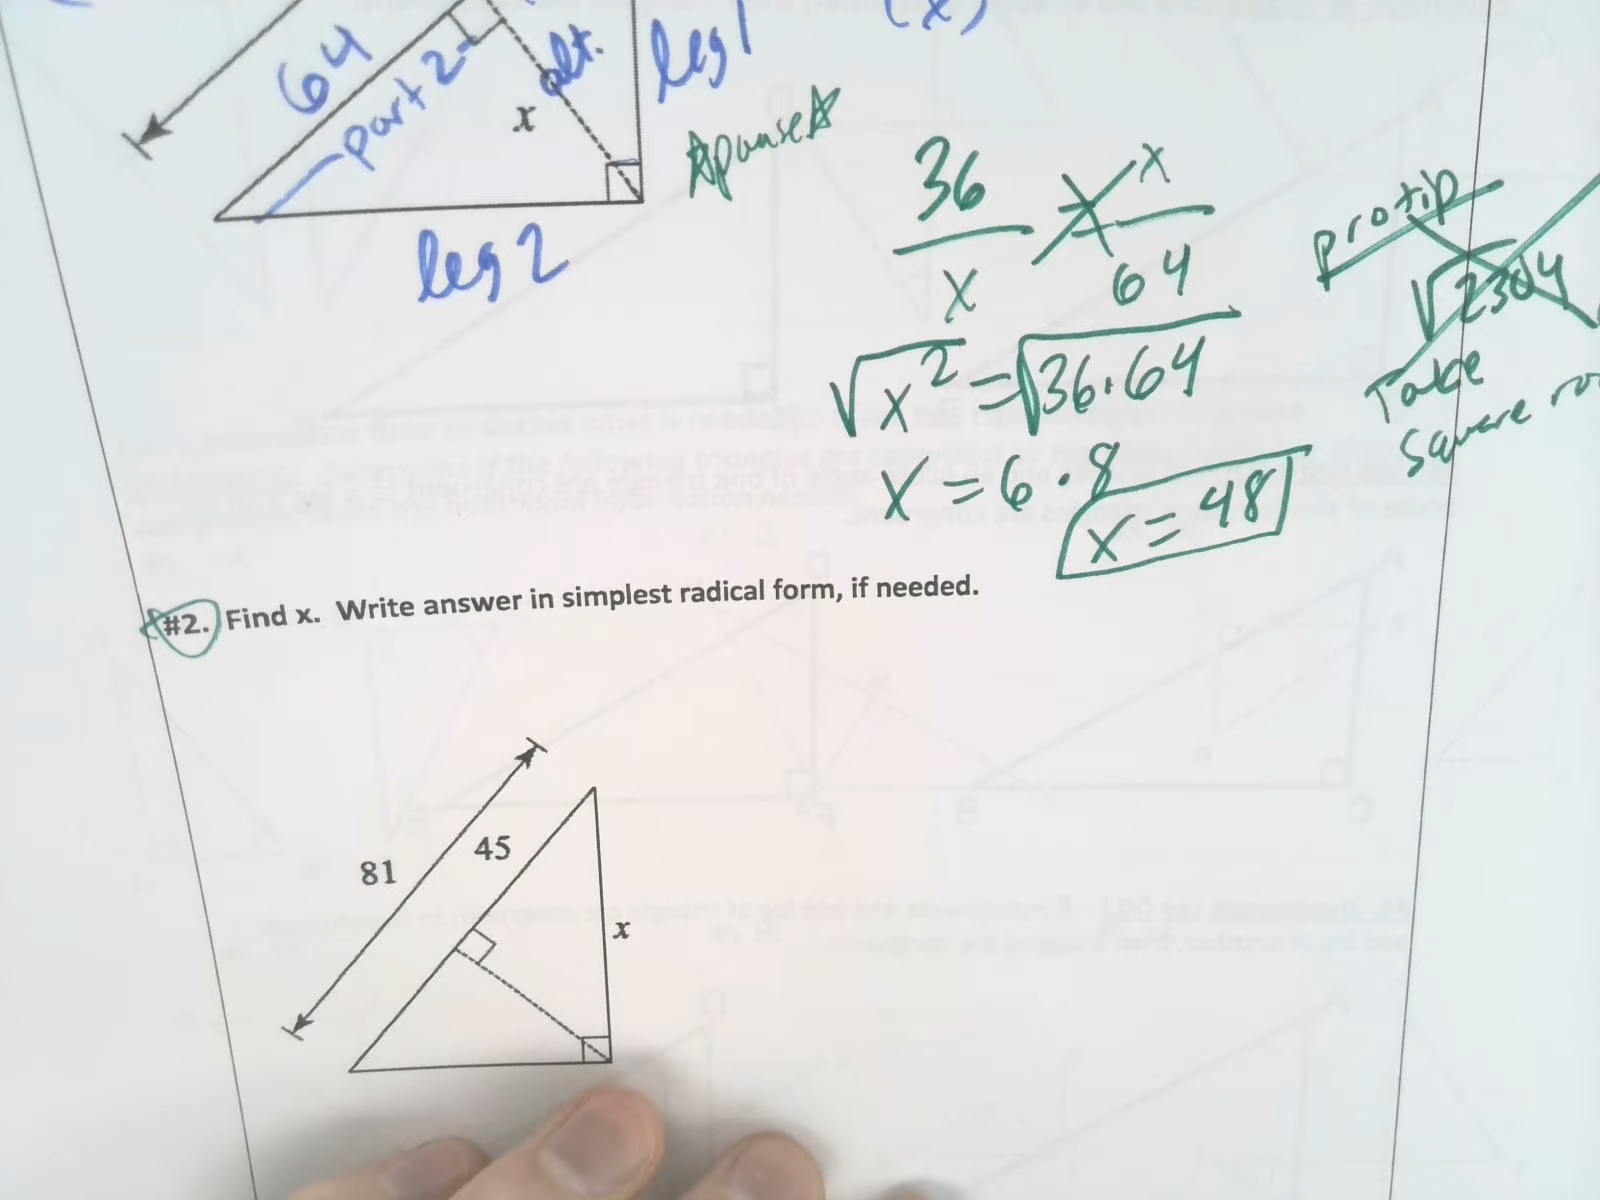 64
part 2
alt.
leg 1
(x)
x
leg 2
☆pause☆
36 x
x 64
√x² = √36·64
x = 6·8
x = 48
protip
√2304
Take
Square
#2. Find x. Write answer in simplest radical form, if needed.
81
45
x